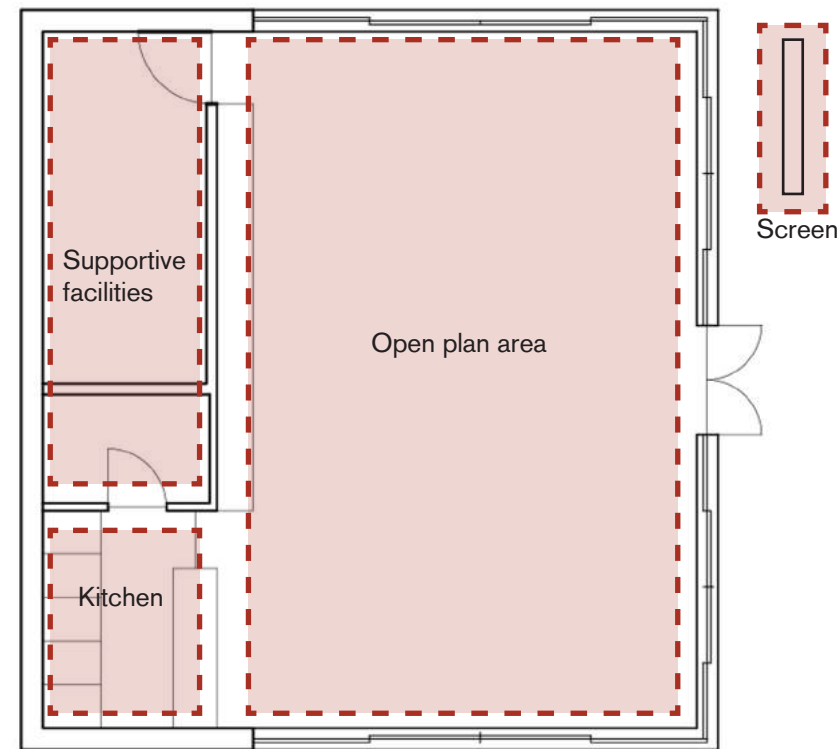 Screen
Supportive
facilities
Open plan area
Kitchen